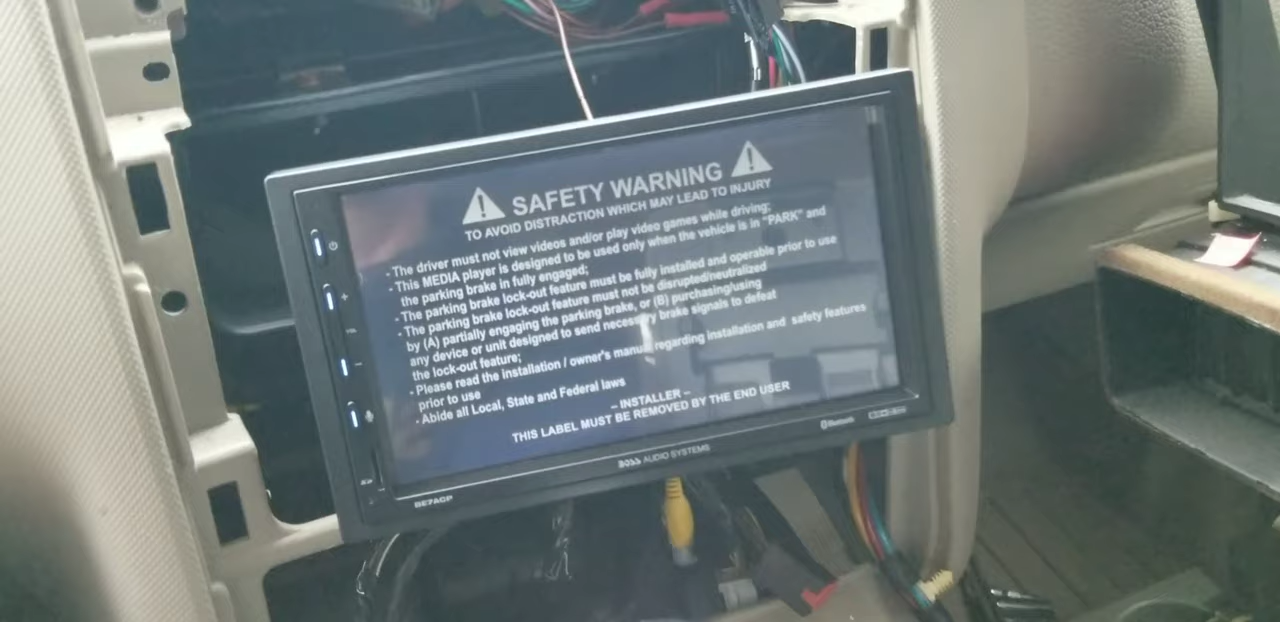 SAFETY WARNING
TO AVOID DISTRACTION WHICH MAY LEAD TO INJURY
- The driver must not view videos and/or play video games while driving;
- This MEDIA player is designed to be used only when the vehicle is in "PARK" and
the parking brake in fully engaged;
- The parking brake lock-out feature must be fully installed and operable prior to use
- The parking brake lock-out feature must not be disrupted/neutralized
by (A) partially engaging the parking brake, or (B) purchasing/using
any device or unit designed to send necessary brake signals to defeat
the lock-out feature;
- Please read the installation / owner's manual regarding installation and safety features
prior to use
- Abide all Local, State and Federal laws
– INSTALLER –
THIS LABEL MUST BE REMOVED BY THE END USER
VOL
BOSS AUDIO SYSTEMS
Bluetooth
BE7ACP